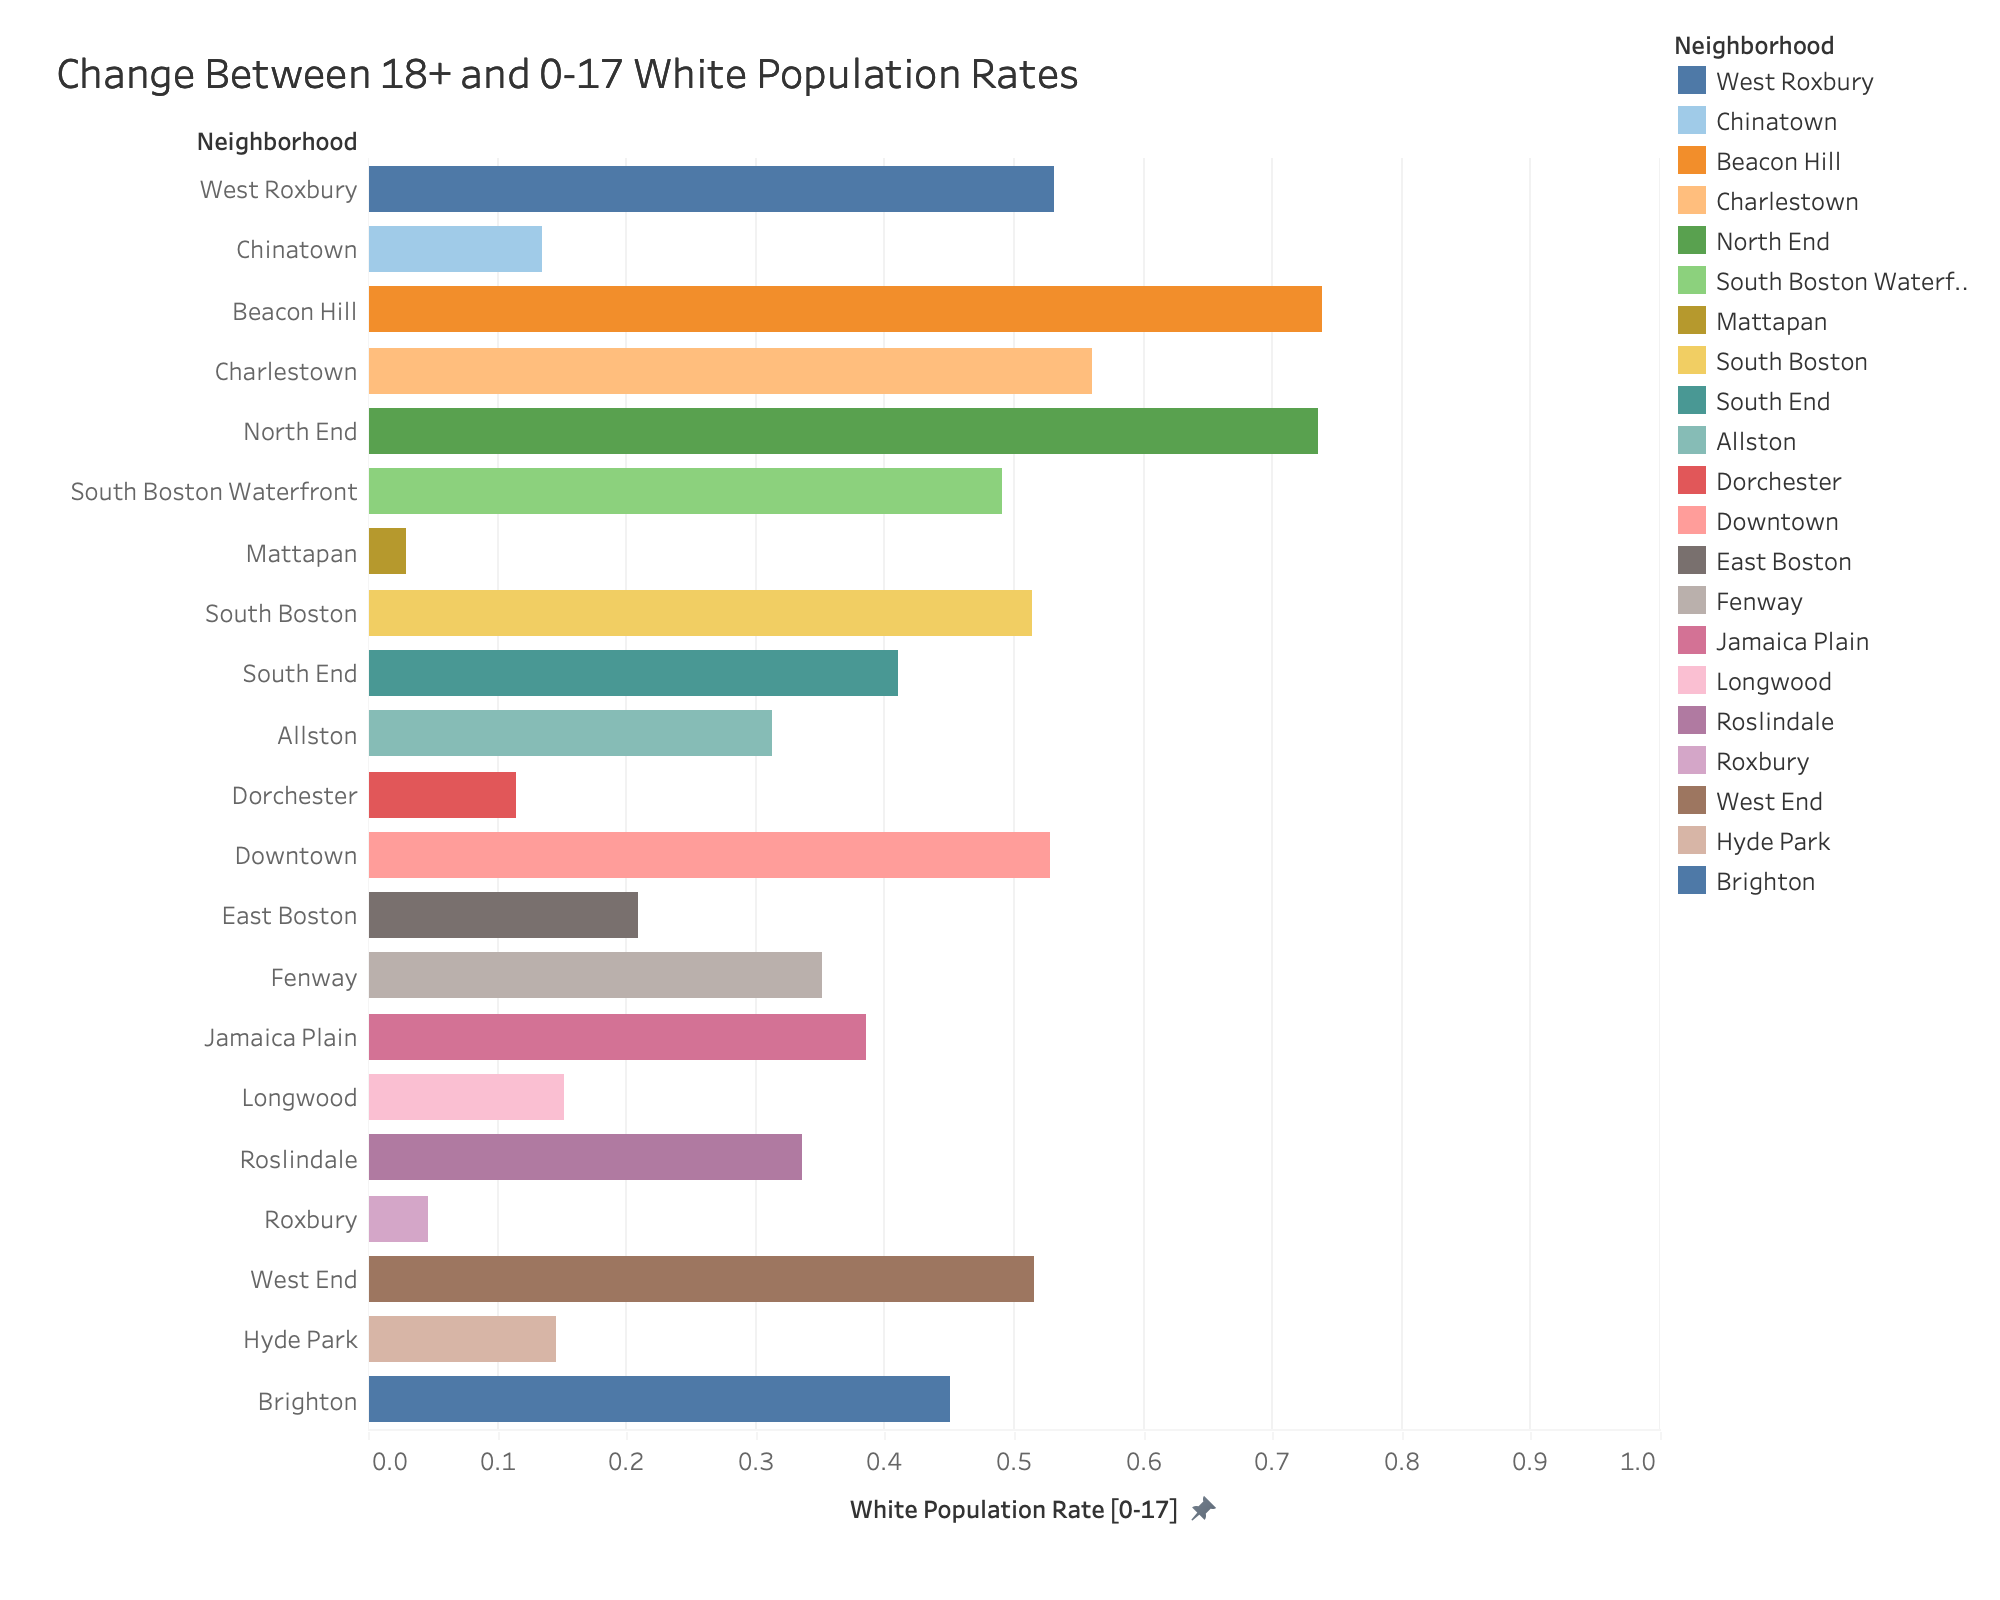 Change Between 18+ and 0-17 White Population Rates
Neighborhood
West Roxbury
Chinatown
Beacon Hill
Charlestown
North End
South Boston Waterfront
Mattapan
South Boston
South End
Allston
Dorchester
Downtown
East Boston
Fenway
Jamaica Plain
Longwood
Roslindale
Roxbury
West End
Hyde Park
Brighton
0.0 0.1 0.2 0.3 0.4 0.5 0.6 0.7 0.8 0.9 1.0
White Population Rate [0-17]
Neighborhood
West Roxbury
Chinatown
Beacon Hill
Charlestown
North End
South Boston Waterf..
Mattapan
South Boston
South End
Allston
Dorchester
Downtown
East Boston
Fenway
Jamaica Plain
Longwood
Roslindale
Roxbury
West End
Hyde Park
Brighton